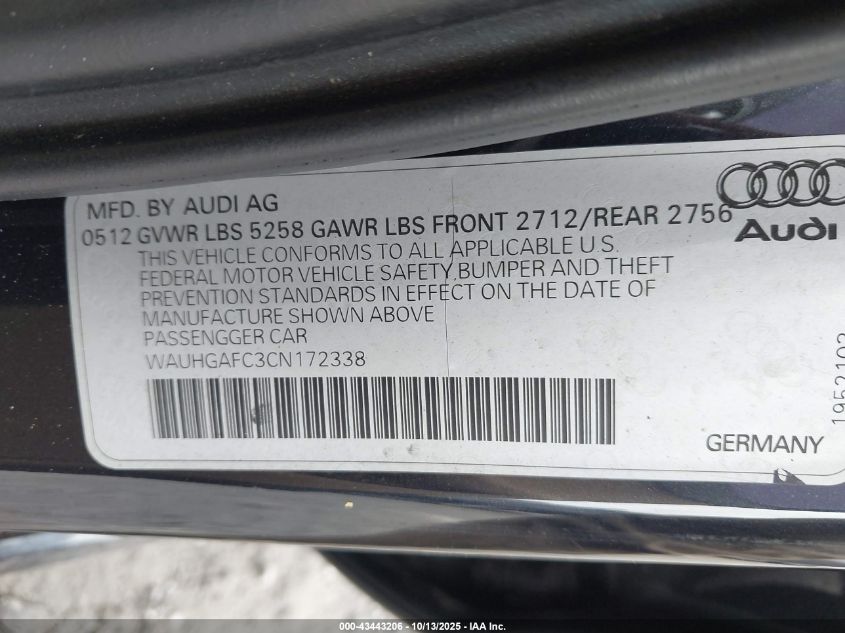 MFD. BY AUDI AG
0512 GVWR LBS 5258 GAWR LBS FRONT 2712/REAR 2756
THIS VEHICLE CONFORMS TO ALL APPLICABLE U.S.
FEDERAL MOTOR VEHICLE SAFETY,BUMPER AND THEFT
PREVENTION STANDARDS IN EFFECT ON THE DATE OF
MANUFACTURE SHOWN ABOVE
PASSENGGER CAR
WAUHGAFC3CN172338
Audi
1952102
GERMANY
000-43443206 - 10/13/2025 - IAA Inc.